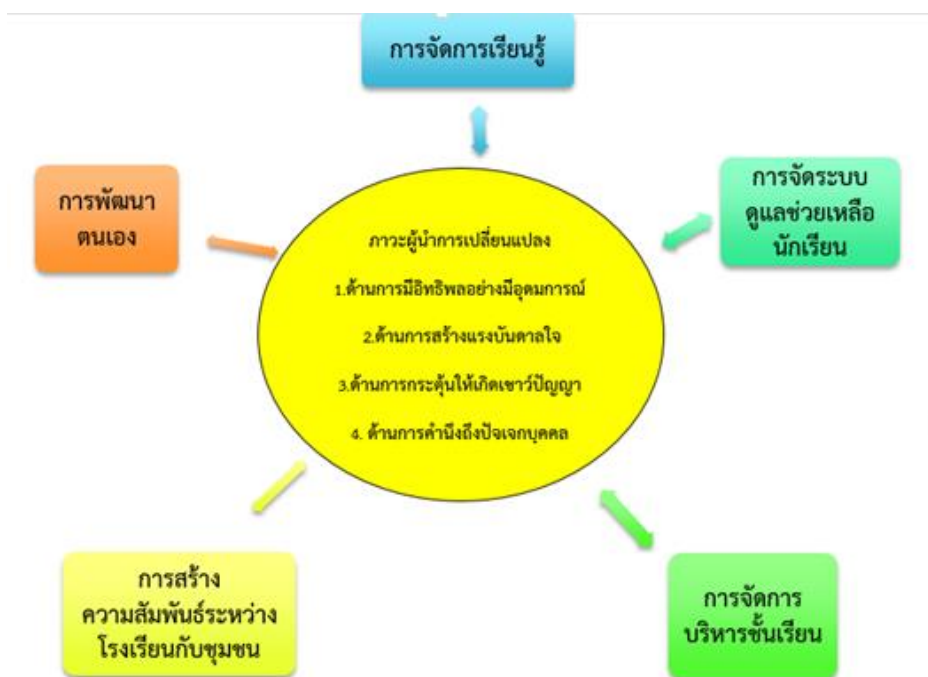 การจัดการเรียนรู้
การพัฒนา
ตนเอง
การจัดระบบ
ดูแลช่วยเหลือ
นักเรียน
ภาวะผู้นำการเปลี่ยนแปลง
1.ด้านการมีอิทธิพลอย่างมีอุดมการณ์
2.ด้านการสร้างแรงบันดาลใจ
3.ด้านการกระตุ้นให้เกิดเชาว์ปัญญา
4. ด้านการคำนึงถึงปัจเจกบุคคล
การสร้าง
ความสัมพันธ์ระหว่าง
โรงเรียนกับชุมชน
การจัดการ
บริหารชั้นเรียน